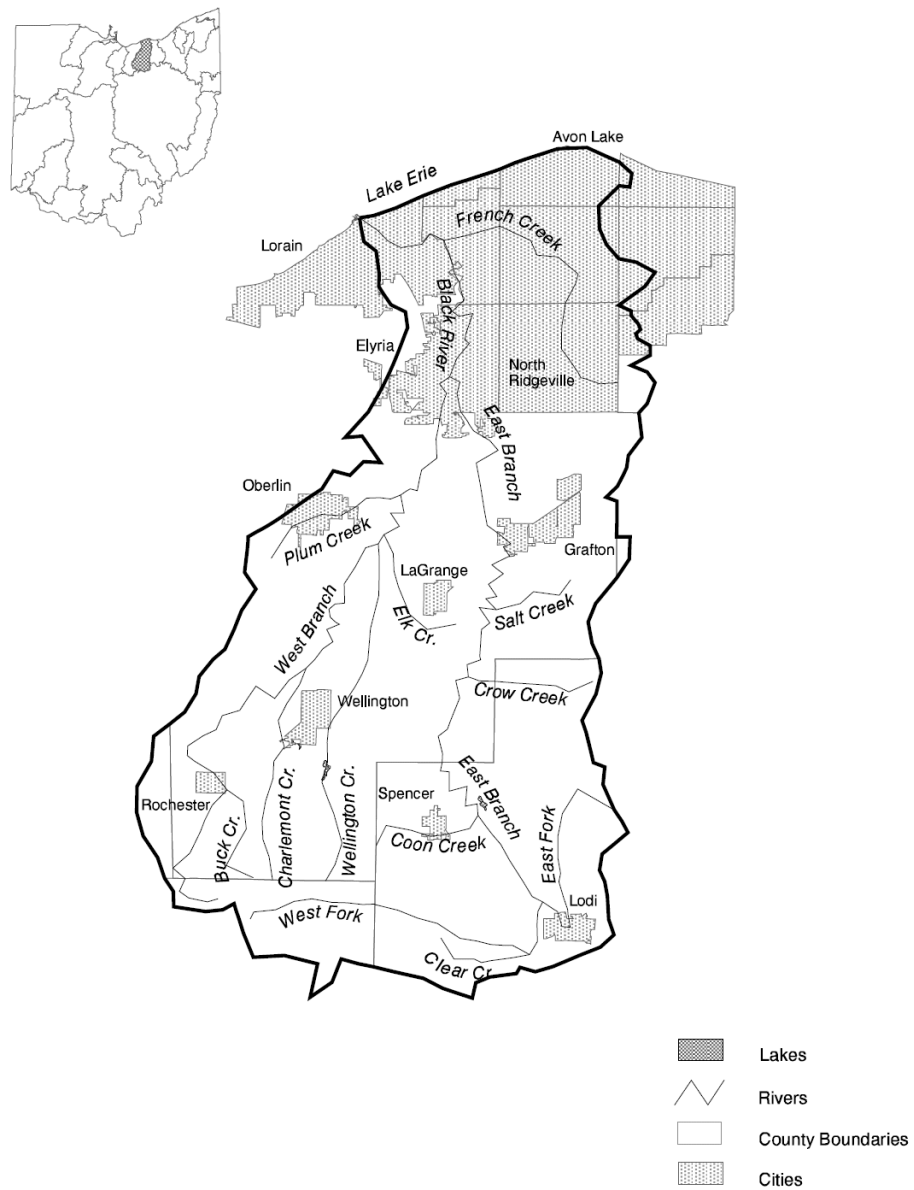 Avon Lake
Lake Erie
French Creek
Lorain
Black River
Elyria
North
Ridgeville
East Branch
Oberlin
Plum Creek
Grafton
LaGrange
Elk Cr.
Salt Creek
West Branch
Crow Creek
Wellington
East Branch
Spencer
Rochester
Buck Cr.
Charlemont Cr.
Wellington Cr.
Coon Creek
East Fork
Lodi
West Fork
Clear Cr.
Lakes
Rivers
County Boundaries
Cities